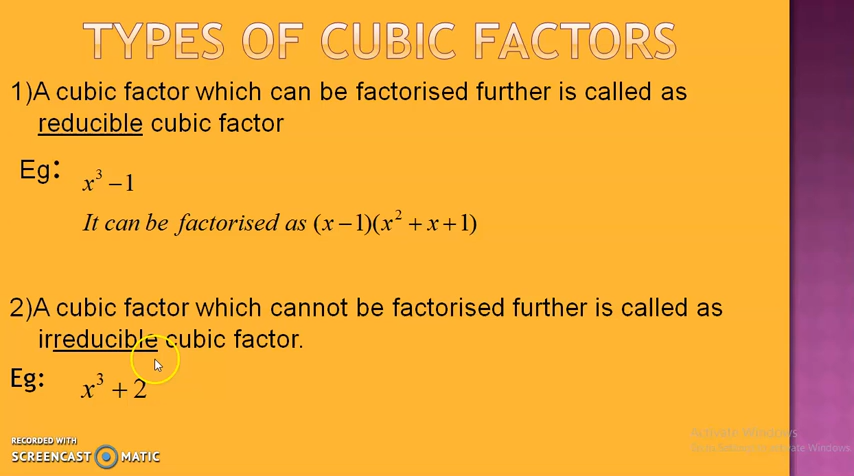 TYPES OF CUBIC FACTORS
1)A cubic factor which can be factorised further is called as
reducible cubic factor
Eg: x³ – 1
It can be factorised as (x – 1)(x² + x + 1)
2)A cubic factor which cannot be factorised further is called as
irreducible cubic factor.
Eg: x³ + 2
RECORDED WITH
SCREENCAST MATIC
Activate Windows